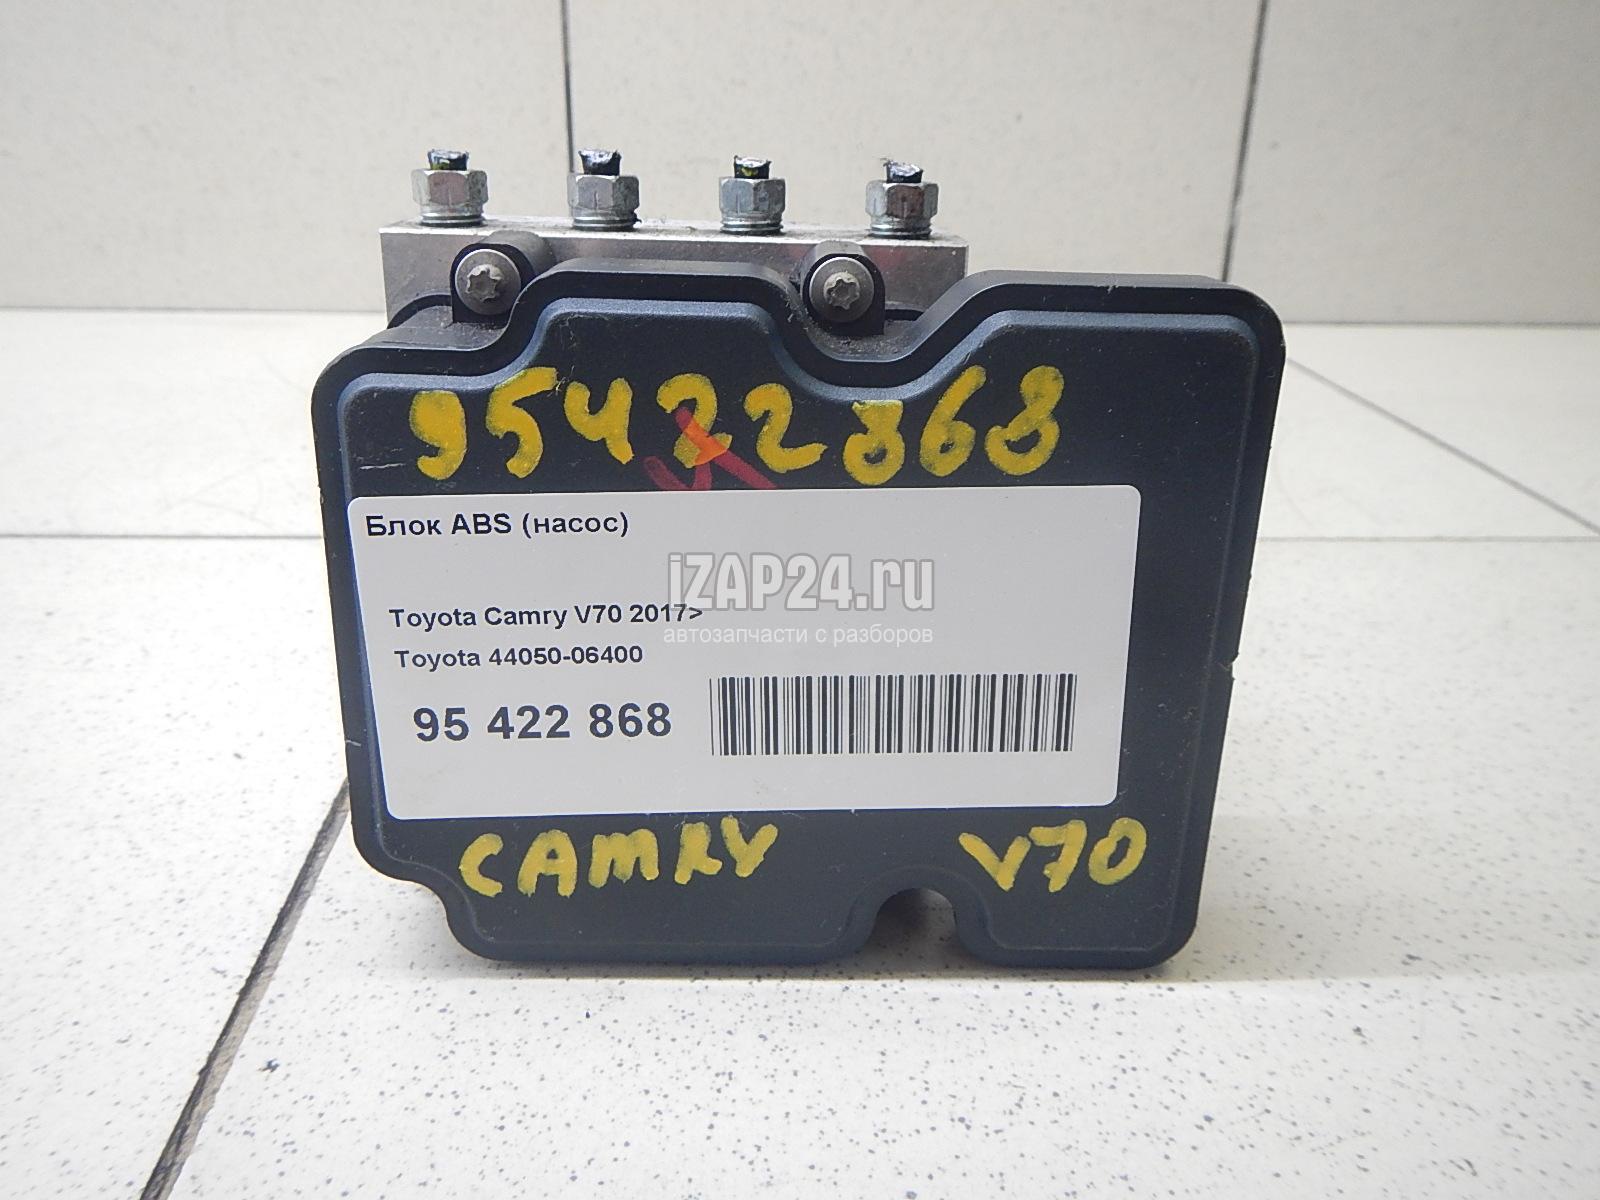 95422868
Блок ABS (насос)
iZAP24.ru
Toyota Camry V70 2017>
автозапчасти с разборов
Toyota 44050-06400
95 422 868
CAMRY V70